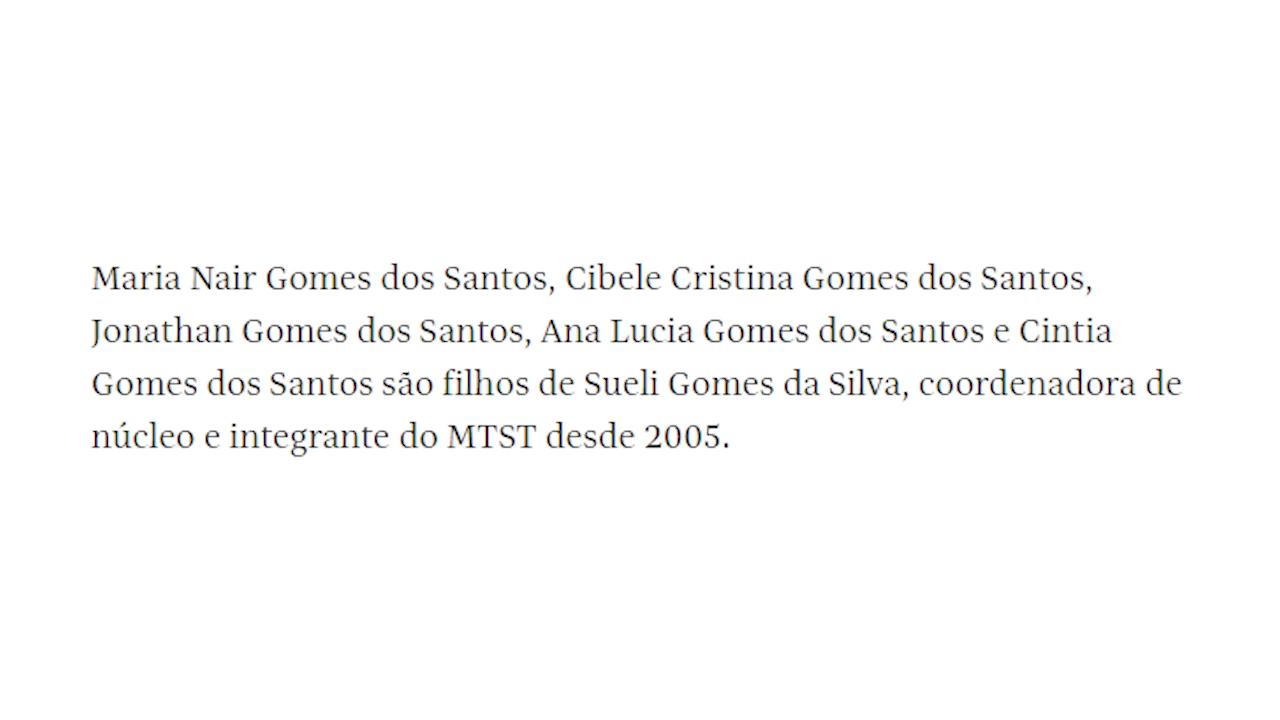 Maria Nair Gomes dos Santos, Cibele Cristina Gomes dos Santos,
Jonathan Gomes dos Santos, Ana Lucia Gomes dos Santos e Cintia
Gomes dos Santos são filhos de Sueli Gomes da Silva, coordenadora de
núcleo e integrante do MTST desde 2005.